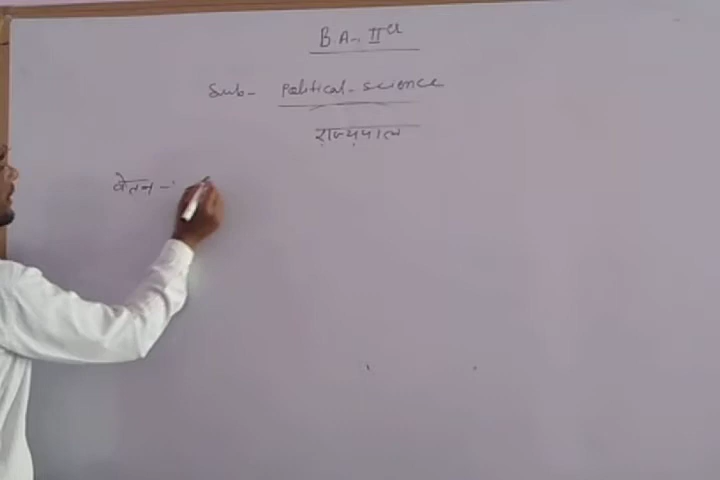 B.A-IInd
Sub- Political-science
राज्यपाल
वेतन -: